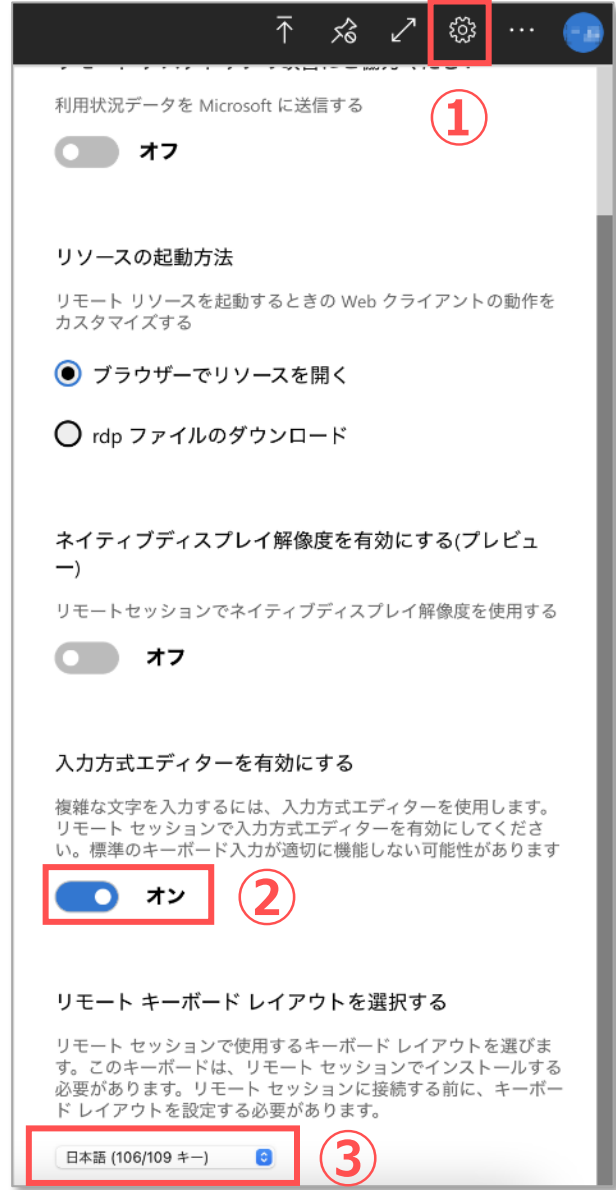 ①
利用状況データを Microsoft に送信する
オフ
リソースの起動方法
リモート リソースを起動するときの Web クライアントの動作を
カスタマイズする
ブラウザーでリソースを開く
rdp ファイルのダウンロード
ネイティブディスプレイ解像度を有効にする(プレビュ
ー)
リモートセッションでネイティブディスプレイ解像度を使用する
オフ
入力方式エディターを有効にする
複雑な文字を入力するには、入力方式エディターを使用します。
リモート セッションで入力方式エディターを有効にしてくださ
い。標準のキーボード入力が適切に機能しない可能性があります
オン
②
リモート キーボード レイアウトを選択する
リモート セッションで使用するキーボード レイアウトを選びま
す。このキーボードは、リモート セッションでインストールする
必要があります。リモート セッションに接続する前に、キーボー
ド レイアウトを設定する必要があります。
日本語 (106/109 キー)
③